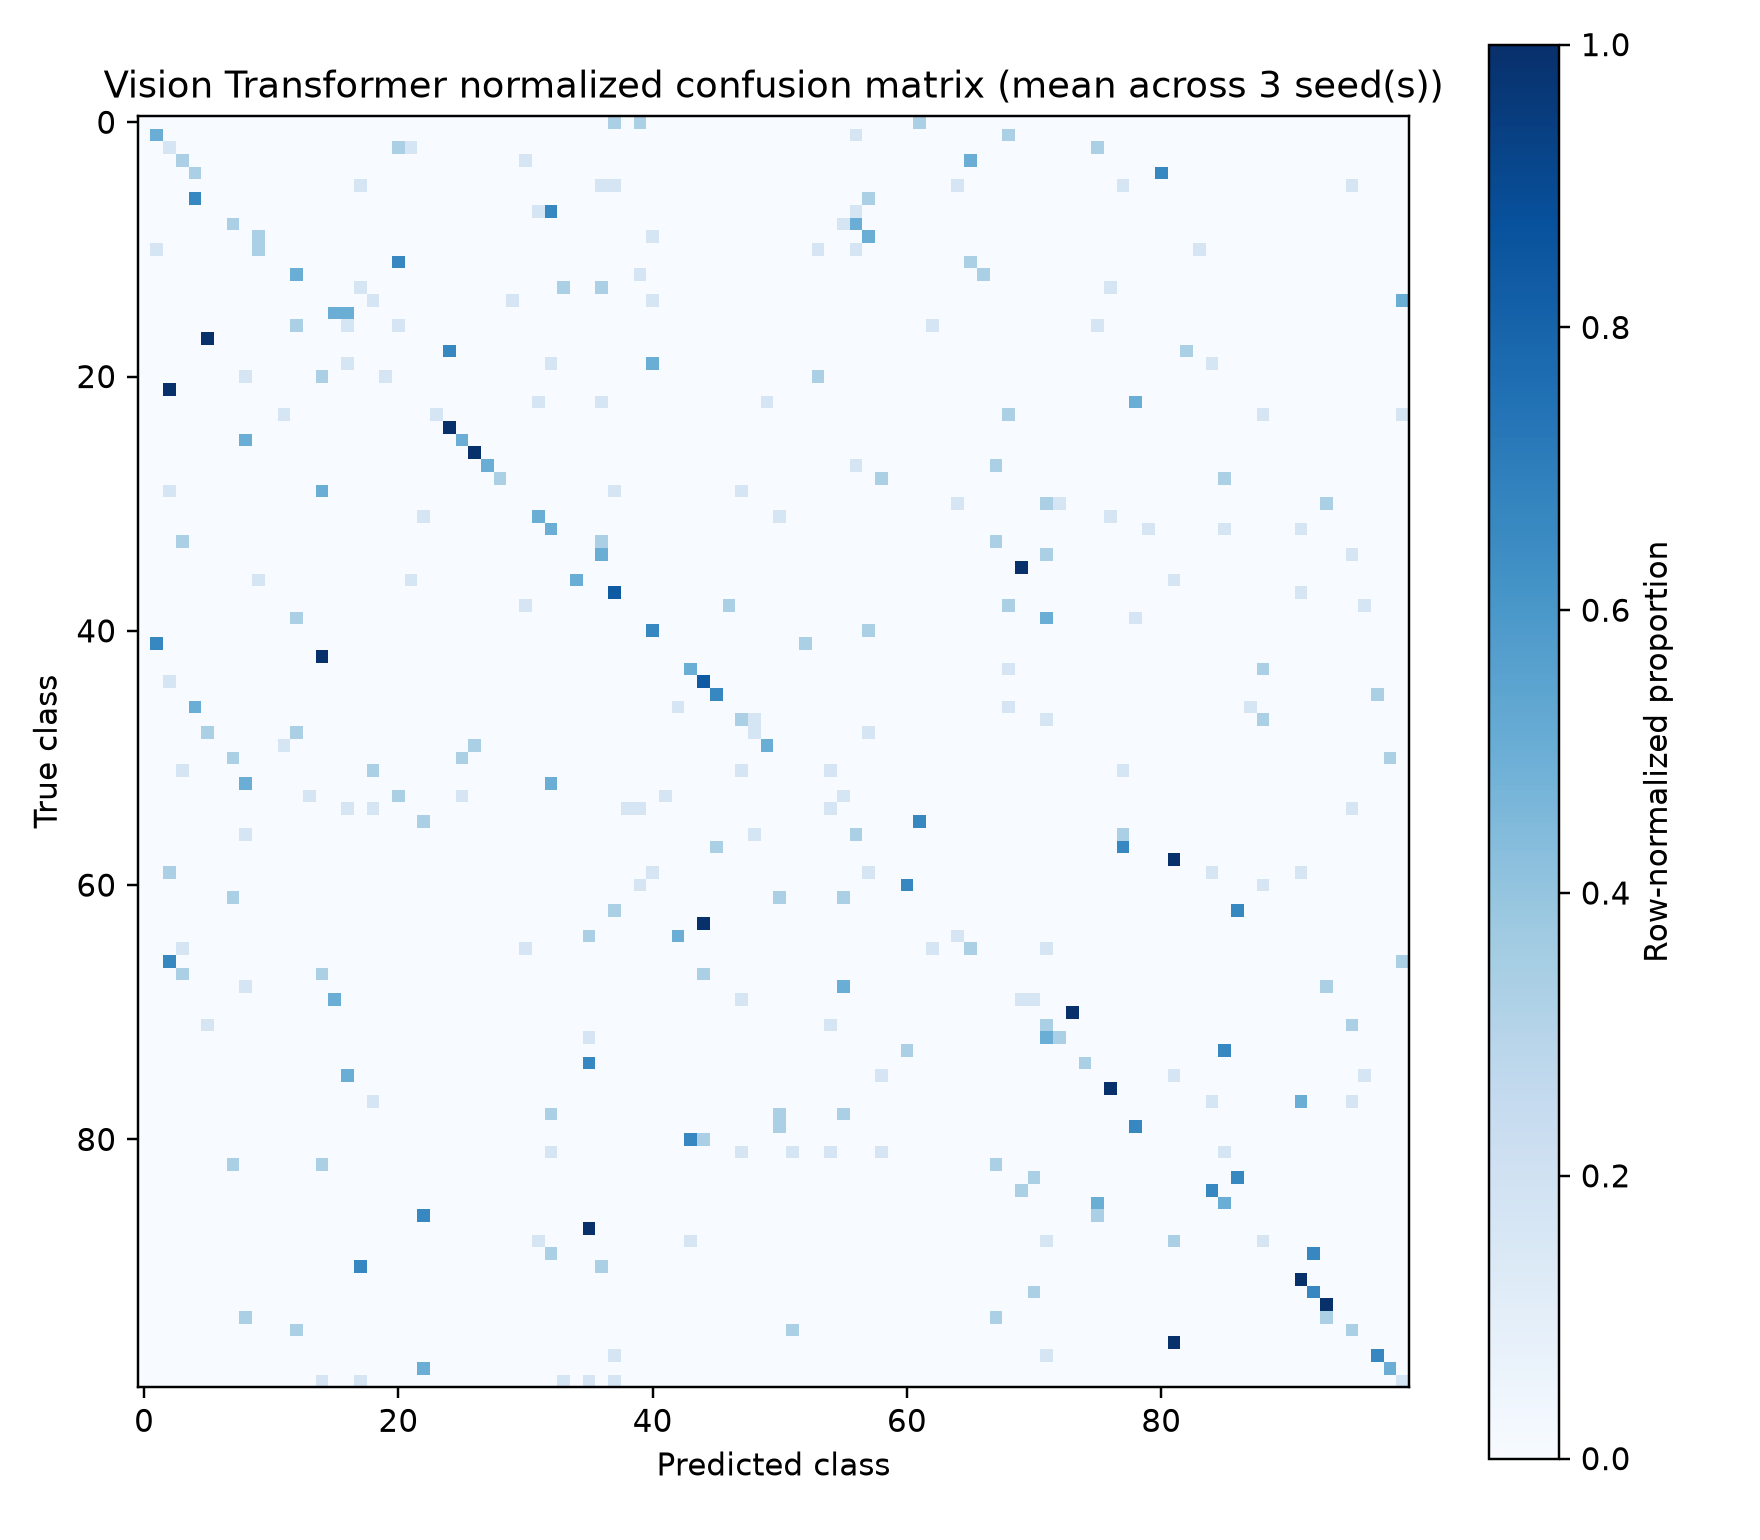 Vision Transformer normalized confusion matrix (mean across 3 seed(s))
True class
0
20
40
60
80
0 20 40 60 80
Predicted class
1.0
0.8
0.6
0.4
0.2
0.0
Row-normalized proportion